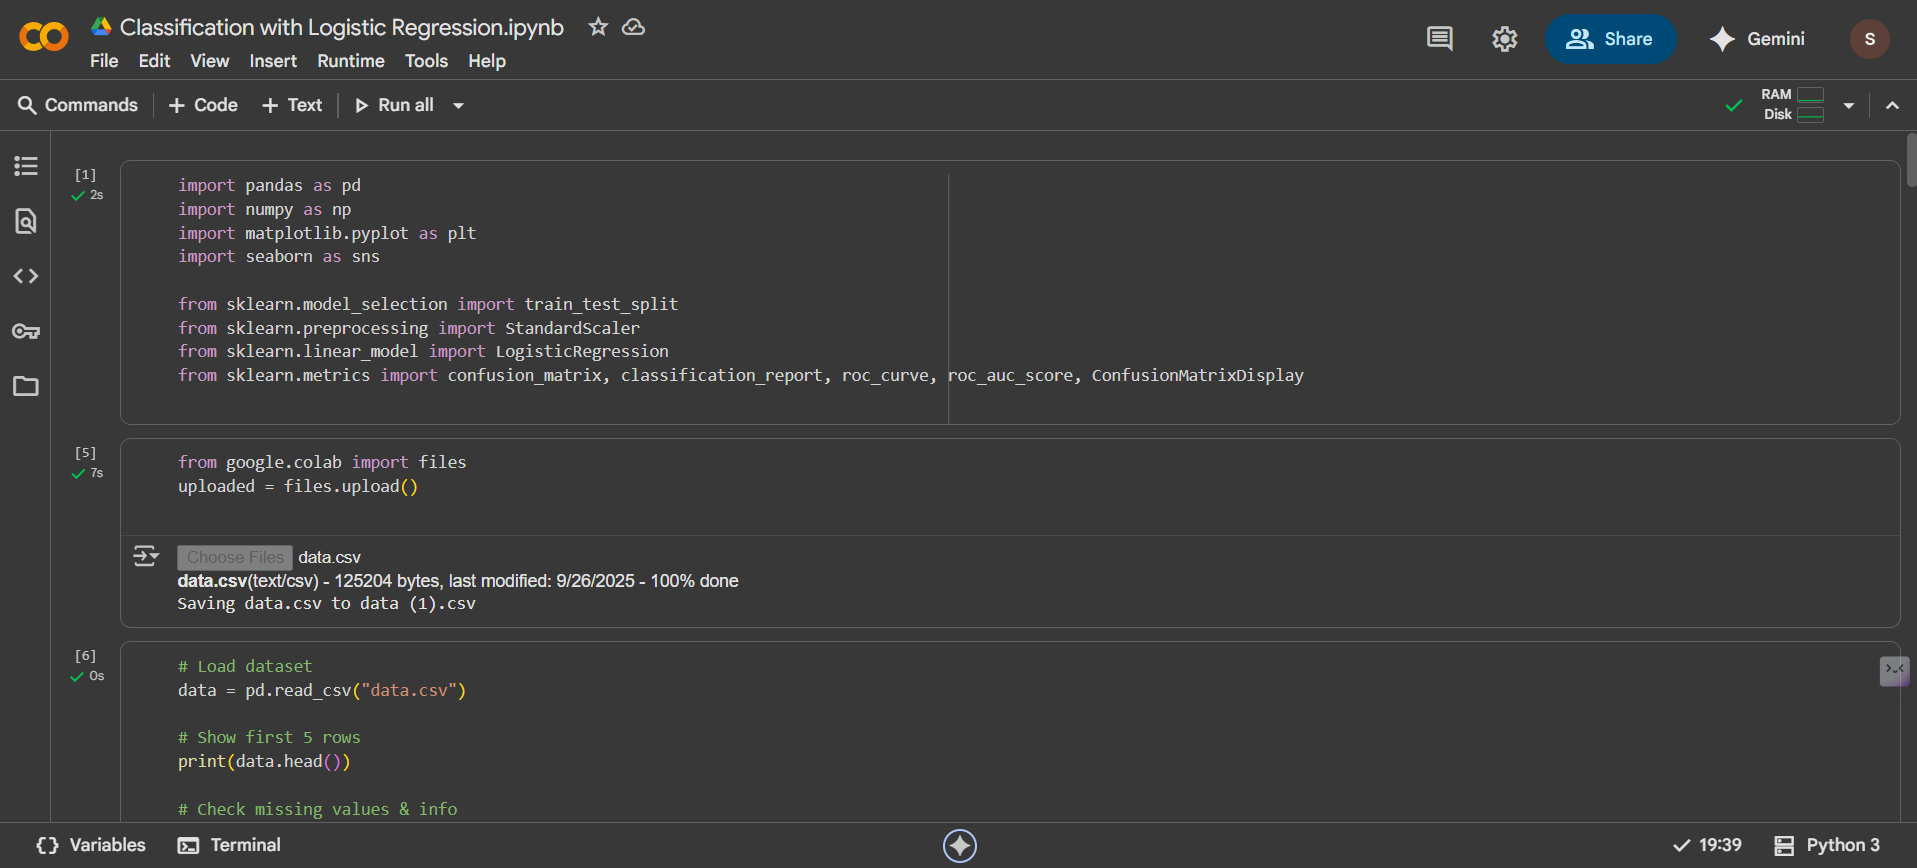 Classification with Logistic Regression.ipynb
File Edit View Insert Runtime Tools Help
Share
Gemini
S
Commands
Code
Text
Run all
RAM
Disk
[1]
2s
import pandas as pd
import numpy as np
import matplotlib.pyplot as plt
import seaborn as sns
from sklearn.model_selection import train_test_split
from sklearn.preprocessing import StandardScaler
from sklearn.linear_model import LogisticRegression
from sklearn.metrics import confusion_matrix, classification_report, roc_curve, roc_auc_score, ConfusionMatrixDisplay
[5]
7s
from google.colab import files
uploaded = files.upload()
Choose Files data.csv
data.csv(text/csv) - 125204 bytes, last modified: 9/26/2025 - 100% done
Saving data.csv to data (1).csv
[6]
0s
# Load dataset
data = pd.read_csv("data.csv")
# Show first 5 rows
print(data.head())
# Check missing values & info
Variables
Terminal
19:39
Python 3